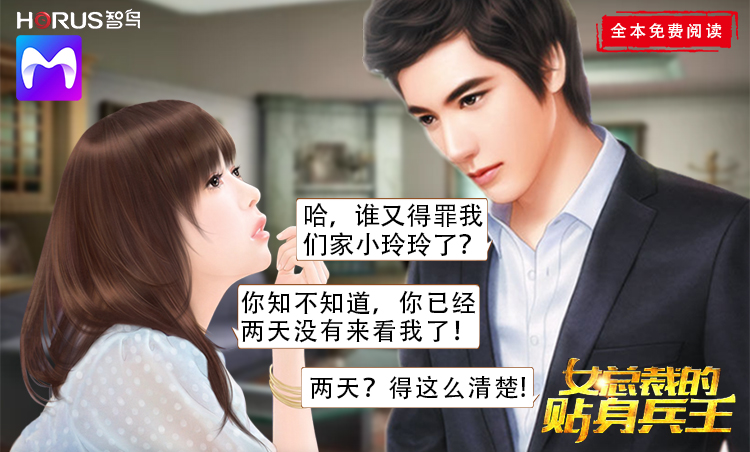 HORUS智鸟
全本免费阅读
哈，谁又得罪我
们家小玲玲了？
你知不知道，你已经
两天没有来看我了！
两天？得这么清楚!
女总裁的
贴身兵王